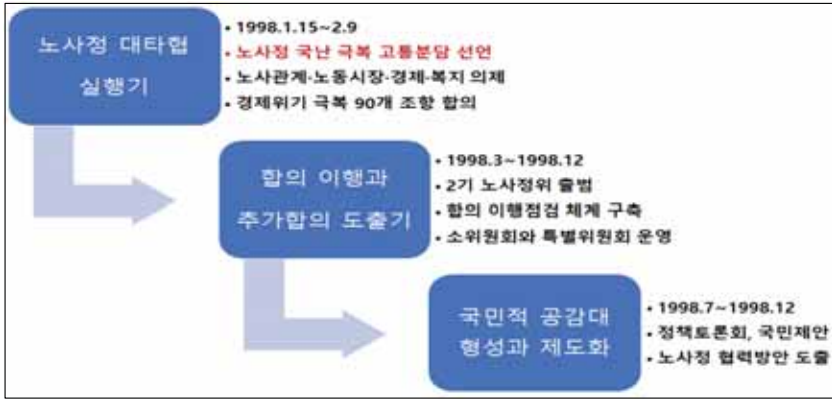 노사정 대타협
실행기
• 1998.1.15~2.9
• 노사정 국난 극복 고통분담 선언
• 노사관계·노동시장·경제·복지 의제
• 경제위기 극복 90개 조항 합의
합의 이행과
추가합의 도출기
• 1998.3~1998.12
• 2기 노사정위 출범
• 합의 이행점검 체계 구축
• 소위원회와 특별위원회 운영
국민적 공감대
형성과 제도화
• 1998.7~1998.12
• 정책토론회, 국민제안
• 노사정 협력방안 도출